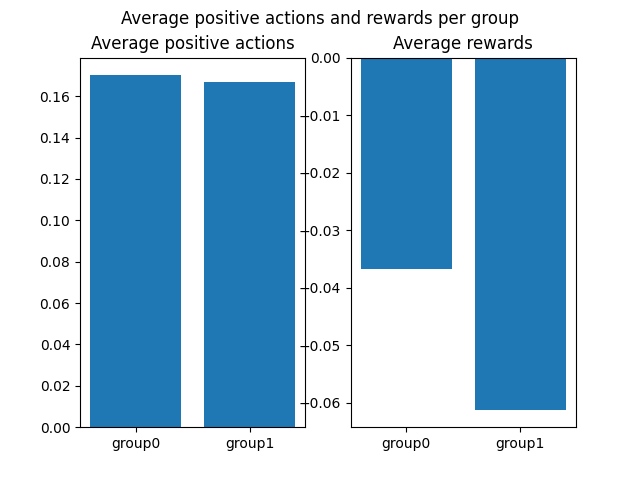 Average positive actions and rewards per group
Average positive actions
Average rewards
0.16
0.14
0.12
0.10
0.08
0.06
0.04
0.02
0.00
group0
group1
0.00
−0.01
−0.02
−0.03
−0.04
−0.05
−0.06
group0
group1